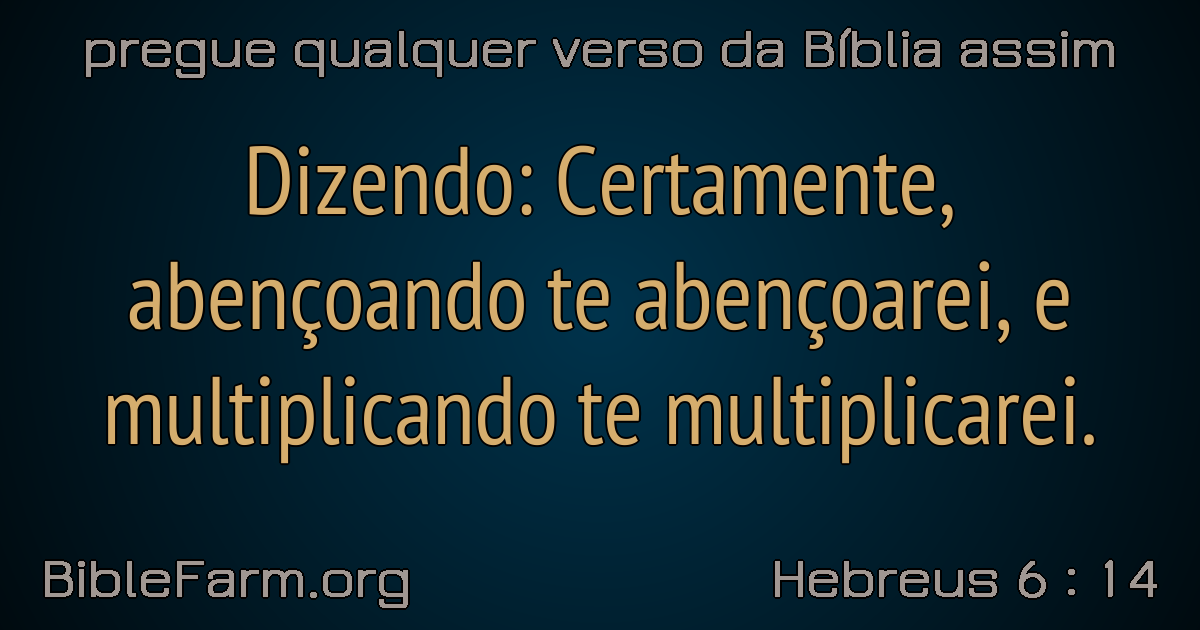 pregue qualquer verso da Bíblia assim
Dizendo: Certamente,
abençoando te abençoarei, e
multiplicando te multiplicarei.
BibleFarm.org
Hebreus 6 : 14